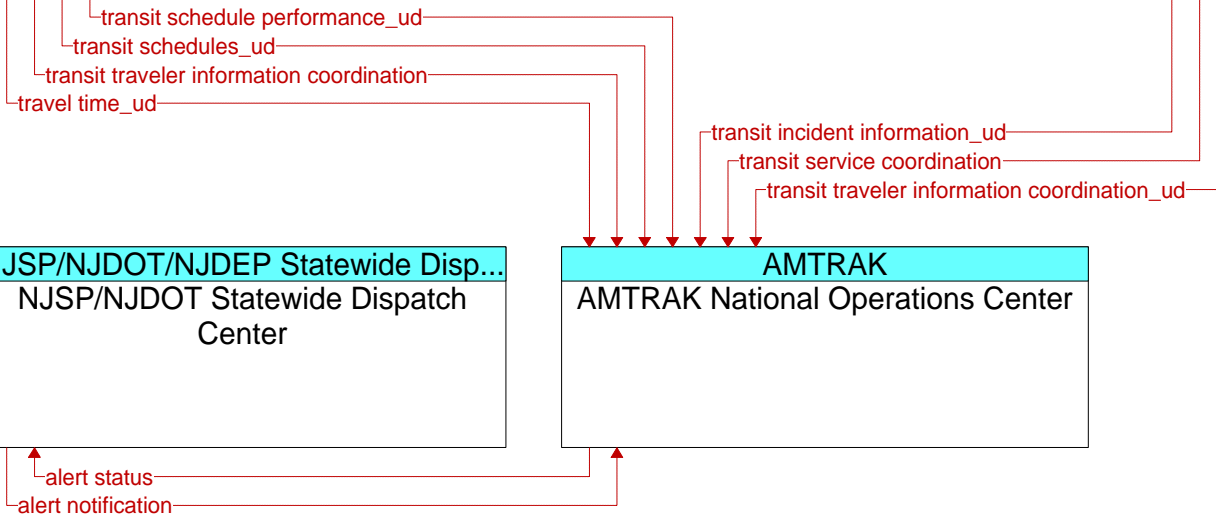 transit schedule performance_ud
transit schedules_ud
transit traveler information coordination
travel time_ud
transit incident information_ud
transit service coordination
transit traveler information coordination_ud
JSP/NJDOT/NJDEP Statewide Disp...
NJSP/NJDOT Statewide Dispatch
Center
AMTRAK
AMTRAK National Operations Center
alert status
alert notification